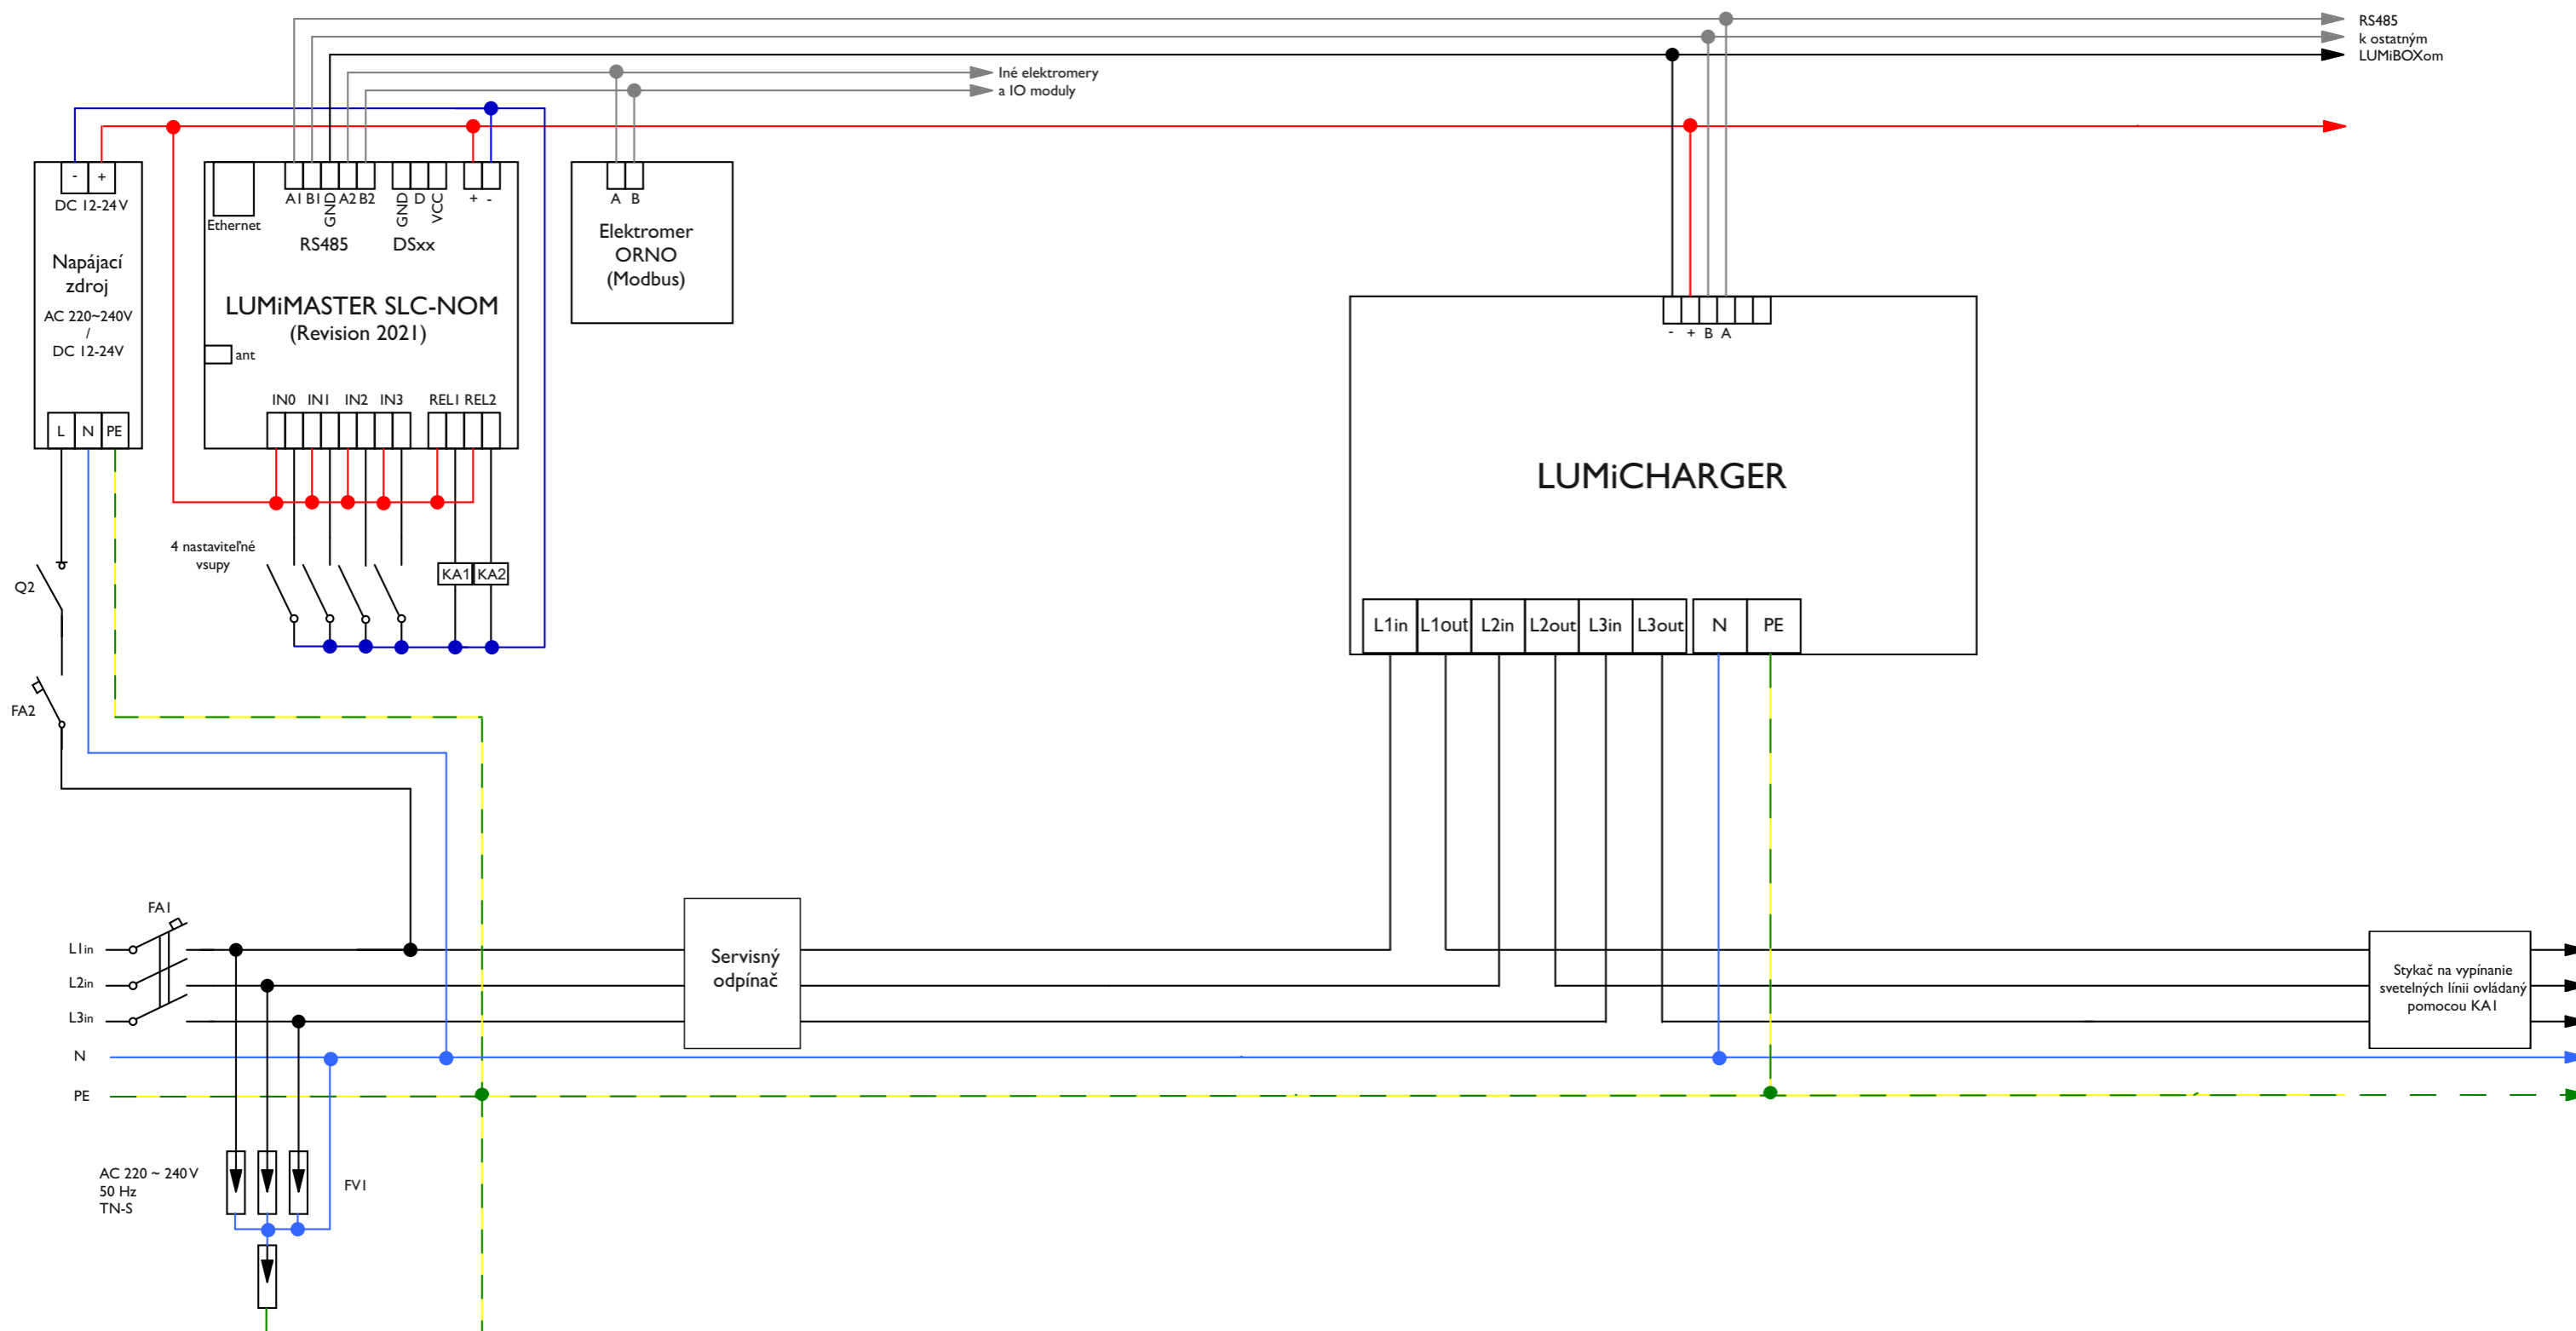 RS485
k ostatným
LUMiBOXom
Iné elektromery
a IO moduly
- +
DC 12-24 V
Napájací
zdroj
AC 220~240V
/
DC 12-24V
L N PE
Ethernet
A1 B1 GND A2 B2
RS485
GND D VCC
DSxx
+ -
LUMiMASTER SLC-NOM
(Revision 2021)
ant
IN0 IN1 IN2 IN3 REL1 REL2
A B
Elektromer
ORNO
(Modbus)
- + B A
LUMiCHARGER
L1in L1out L2in L2out L3in L3out N PE
4 nastaviteľné
vsupy
KA1 KA2
Q2
FA2
FA1
L1in
L2in
L3in
N
PE
Servisný
odpínač
Stykač na vypínanie
svetelných línii ovládaný
pomocou KA1
AC 220 ~ 240 V
50 Hz
TN-S
FV1